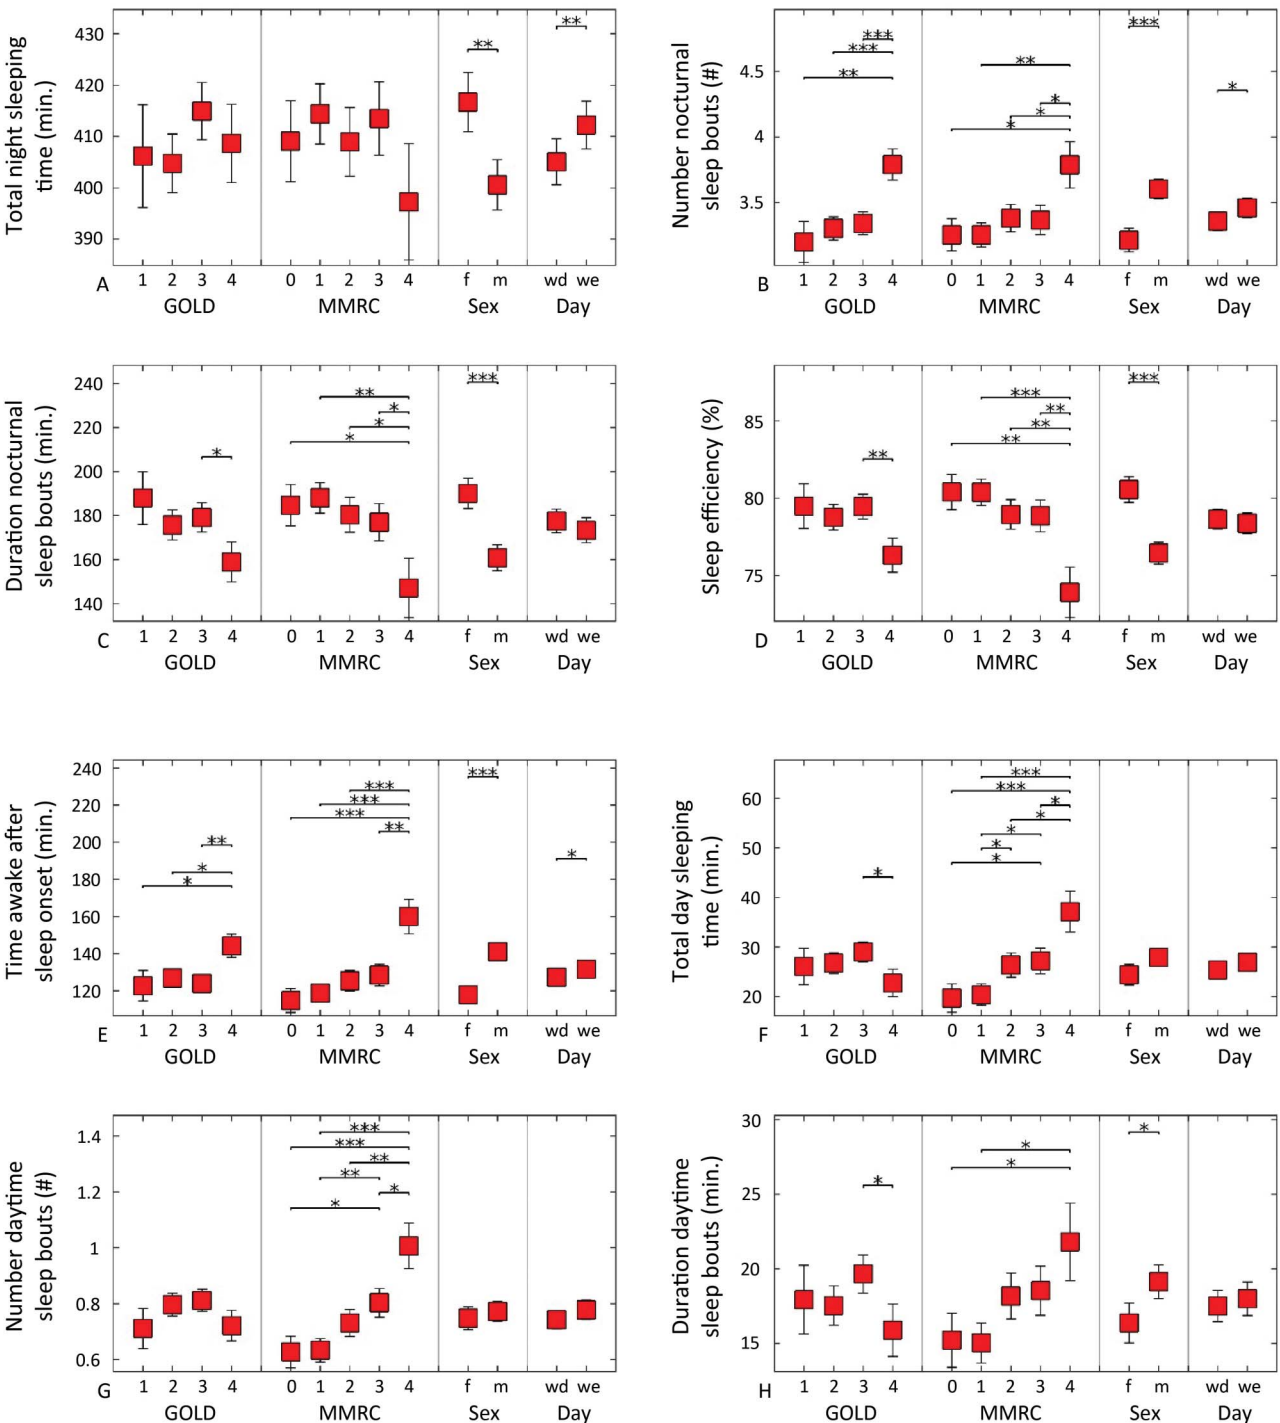 Total night sleeping
time (min.)
430
420
410
400
390
**
**
A
1 2 3 4 0 1 2 3 4 f m wd we
GOLD MMRC Sex Day
Number nocturnal
sleep bouts (#)
4.5
4
3.5
***
***
**
**
*
*
*
***
*
B
1 2 3 4 0 1 2 3 4 f m wd we
GOLD MMRC Sex Day
Duration nocturnal
sleep bouts (min.)
240
220
200
180
160
140
*
**
*
*
*
***
C
1 2 3 4 0 1 2 3 4 f m wd we
GOLD MMRC Sex Day
Sleep efficiency (%)
85
80
75
**
***
**
**
**
***
D
1 2 3 4 0 1 2 3 4 f m wd we
GOLD MMRC Sex Day
Time awake after
sleep onset (min.)
240
220
200
180
160
140
120
**
*
*
***
***
***
**
***
*
E
1 2 3 4 0 1 2 3 4 f m wd we
GOLD MMRC Sex Day
Total day sleeping
time (min.)
60
50
40
30
20
*
***
***
*
*
*
*
*
F
1 2 3 4 0 1 2 3 4 f m wd we
GOLD MMRC Sex Day
Number daytime
sleep bouts (#)
1.4
1.2
1
0.8
0.6
***
***
**
**
*
*
G
1 2 3 4 0 1 2 3 4 f m wd we
GOLD MMRC Sex Day
Duration daytime
sleep bouts (min.)
30
25
20
15
*
*
*
*
H
1 2 3 4 0 1 2 3 4 f m wd we
GOLD MMRC Sex Day